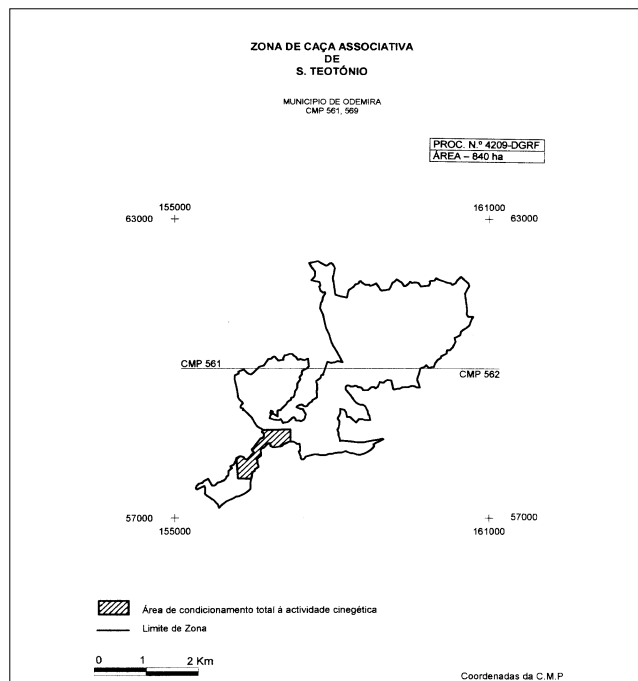 ZONA DE CAÇA ASSOCIATIVA
DE
S. TEOTÓNIO
MUNICIPIO DE ODEMIRA
CMP 561, 569
PROC. N.º 4209-DGRF
ÁREA – 840 ha
155000
161000
63000
63000
CMP 561
CMP 562
57000
57000
155000
161000
Área de condicionamento total à actividade cinegética
Limite de Zona
0 1 2 Km
Coordenadas da C.M.P